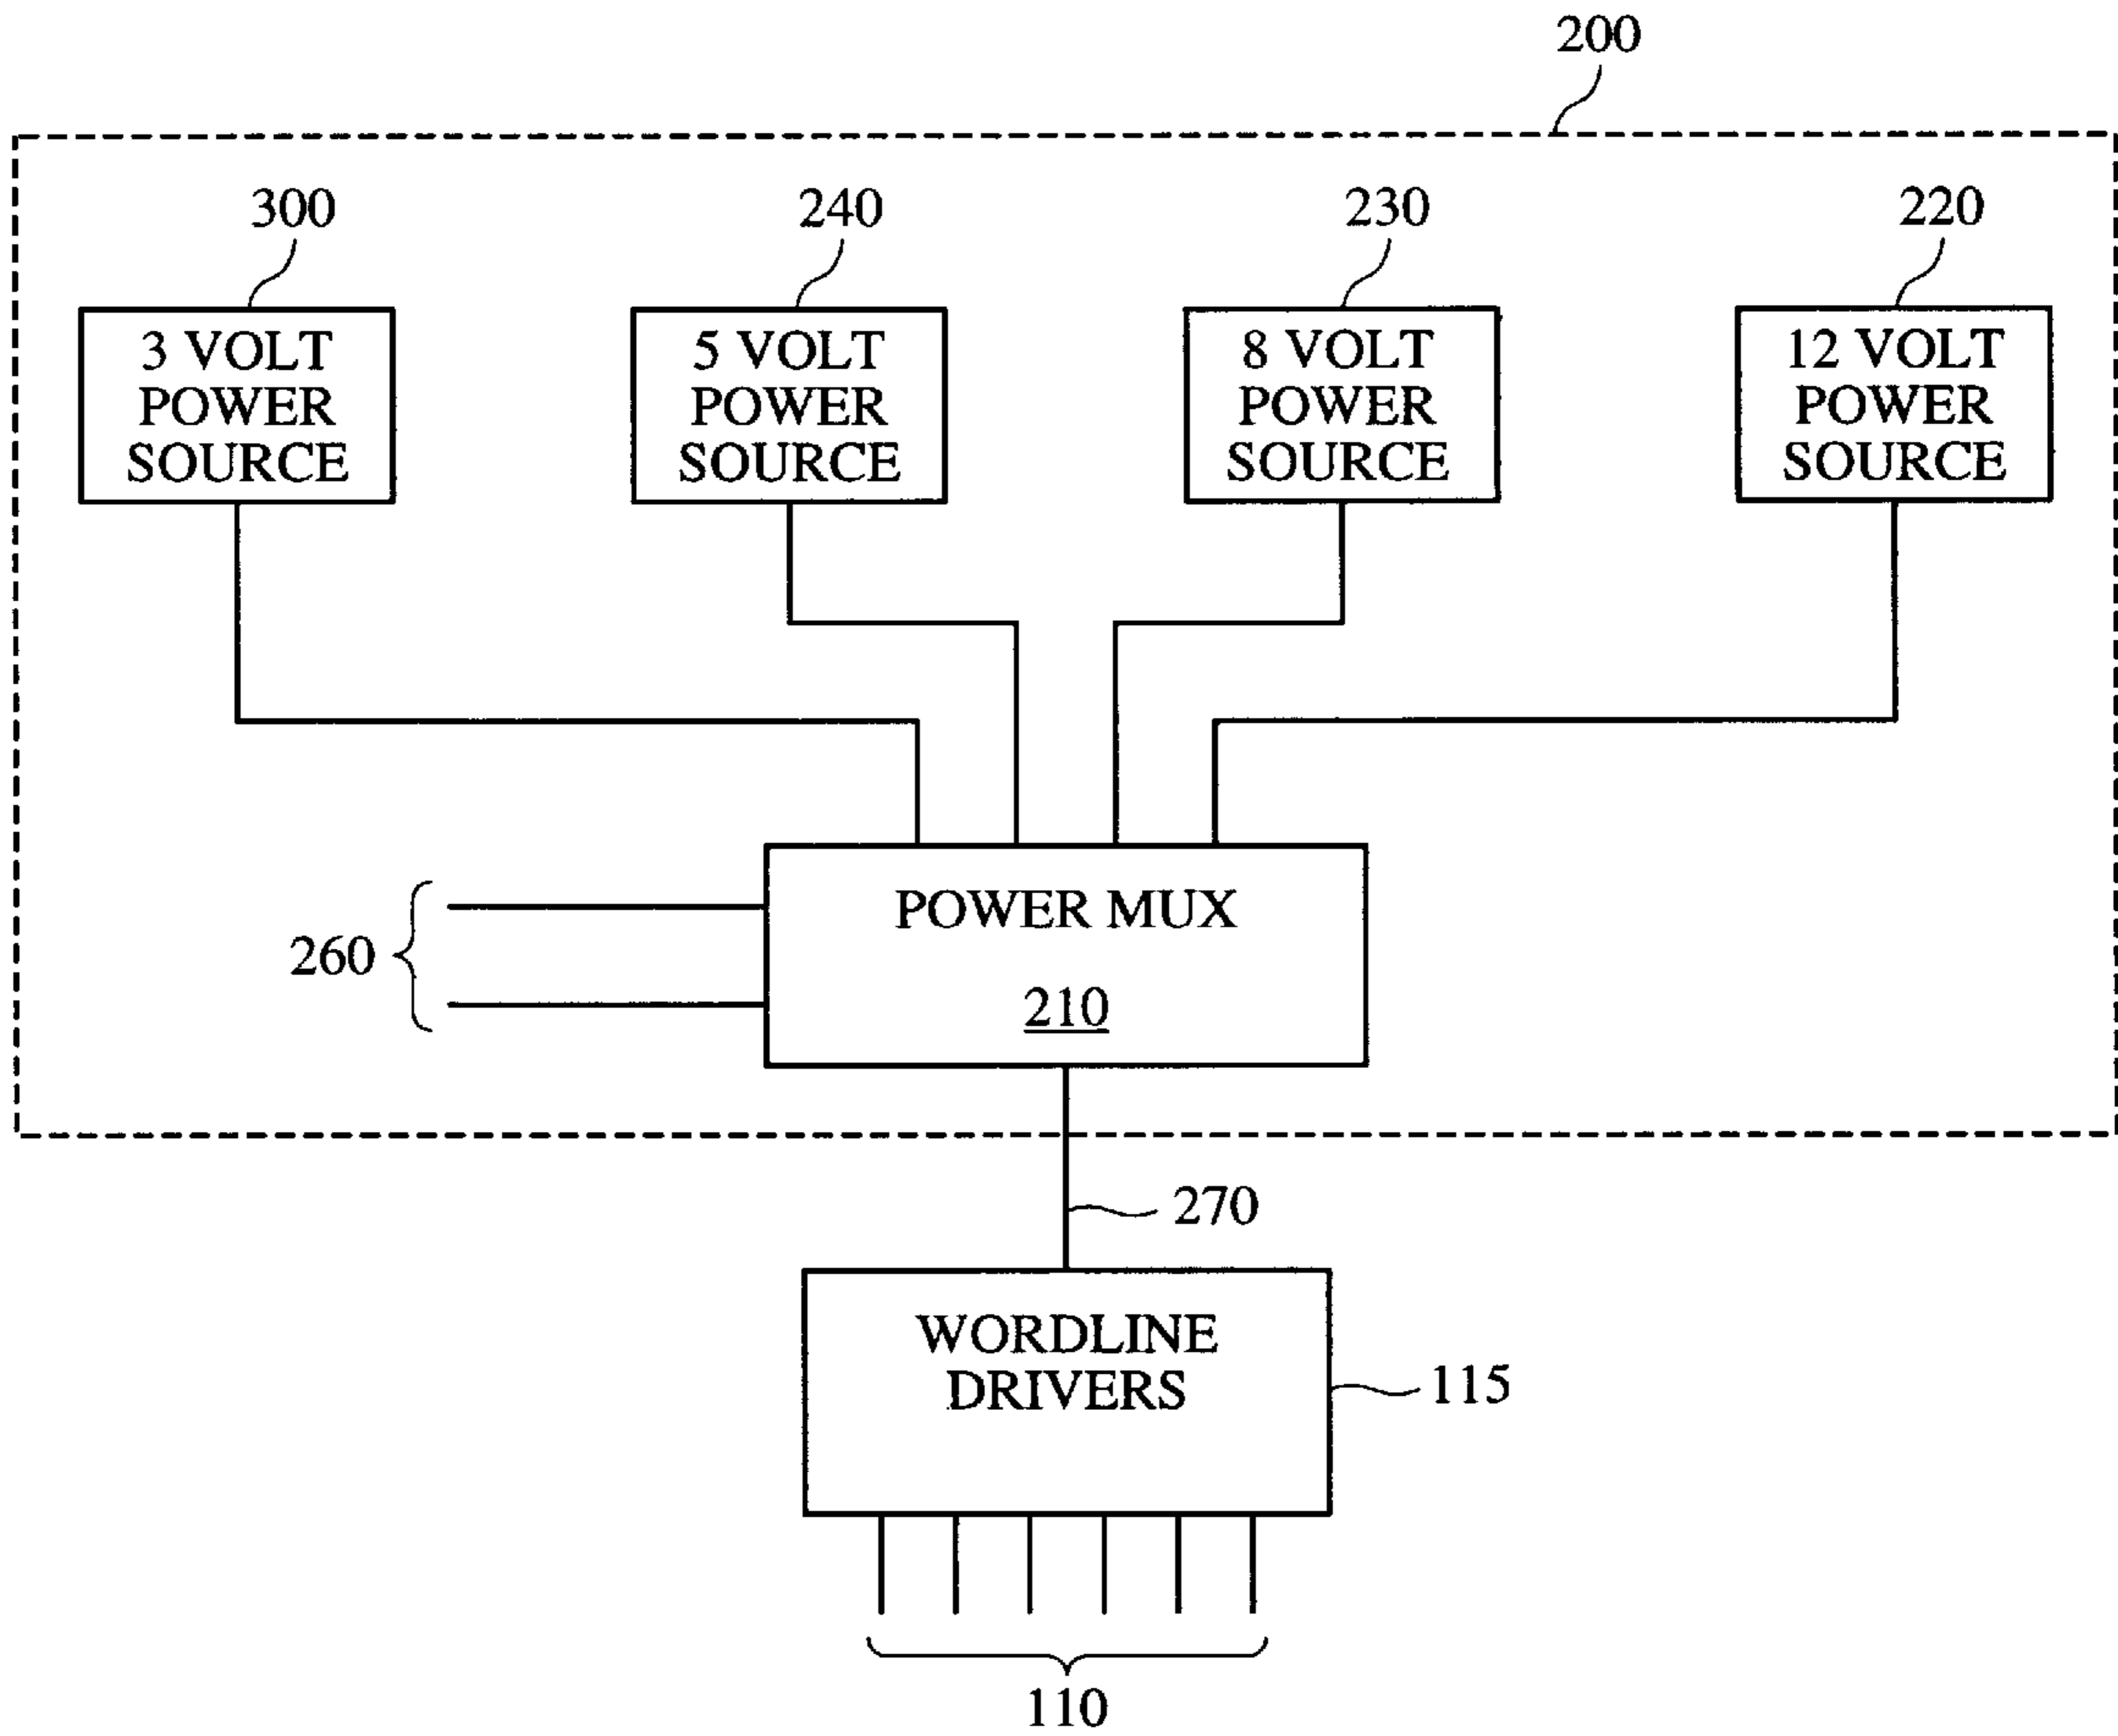 200
300
240
230
220
3 VOLT
POWER
SOURCE
5 VOLT
POWER
SOURCE
8 VOLT
POWER
SOURCE
12 VOLT
POWER
SOURCE
260
POWER MUX
210
270
WORDLINE
DRIVERS
115
110